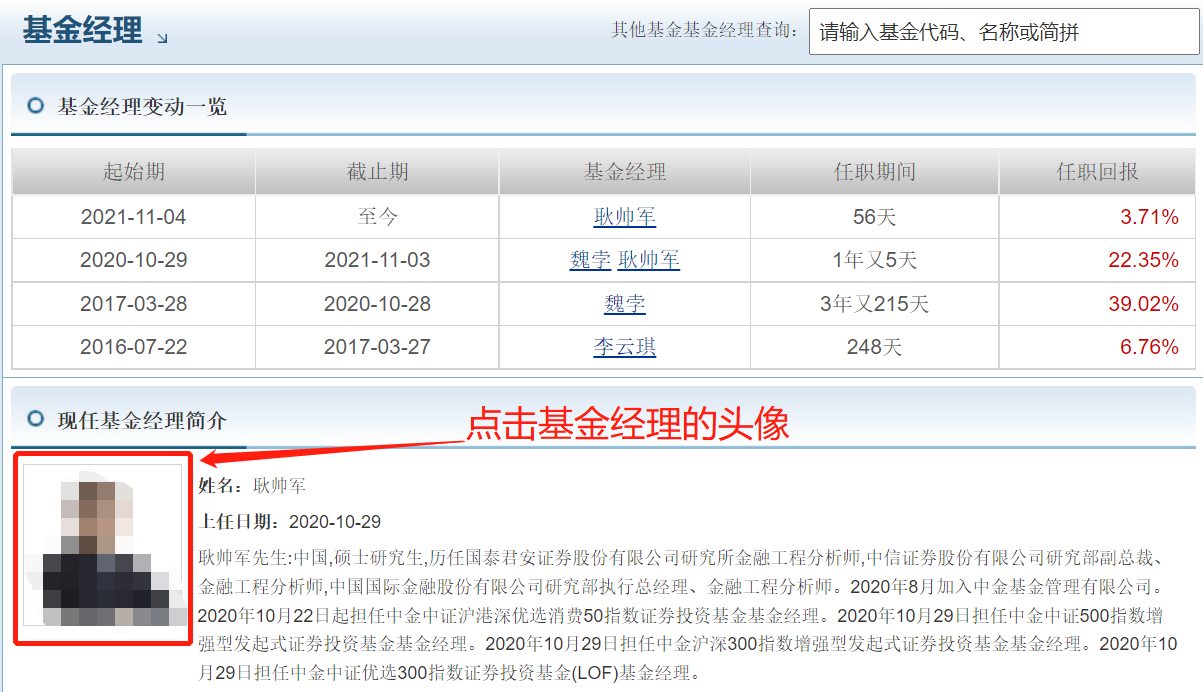 基金经理
其他基金基金经理查询：
请输入基金代码、名称或简拼
基金经理变动一览
起始期 截止期 基金经理 任职期间 任职回报
2021-11-04 至今 耿帅军 56天 3.71%
2020-10-29 2021-11-03 魏孛 耿帅军 1年又5天 22.35%
2017-03-28 2020-10-28 魏孛 3年又215天 39.02%
2016-07-22 2017-03-27 李云琪 248天 6.76%
现任基金经理简介
点击基金经理的头像
姓名：耿帅军
上任日期：2020-10-29
耿帅军先生:中国,硕士研究生,历任国泰君安证券股份有限公司研究所金融工程分析师,中信证券股份有限公司研究部副总裁、
金融工程分析师,中国国际金融股份有限公司研究部执行总经理、金融工程分析师。2020年8月加入中金基金管理有限公司。
2020年10月22日起担任中金中证沪港深优选消费50指数证券投资基金基金经理。2020年10月29日担任中金中证500指数增
强型发起式证券投资基金基金经理。2020年10月29日担任中金沪深300指数增强型发起式证券投资基金基金经理。2020年10
月29日担任中金中证优选300指数证券投资基金(LOF)基金经理。